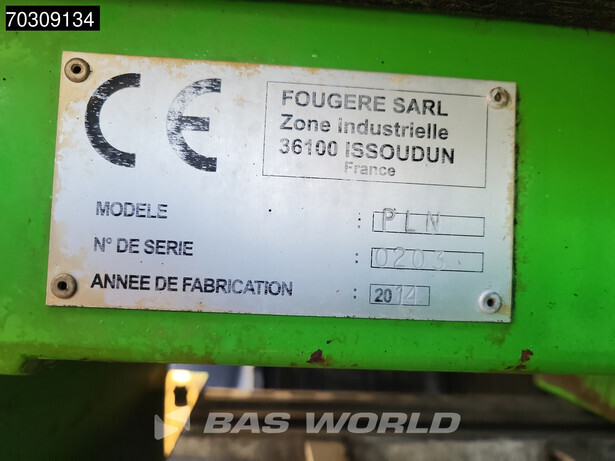 70309134
CE
FOUGERE SARL
Zone Industrielle
36100 ISSOUDUN
France
MODELE : PLN
N° DE SERIE : 0203
ANNEE DE FABRICATION : 2014
BAS WORLD